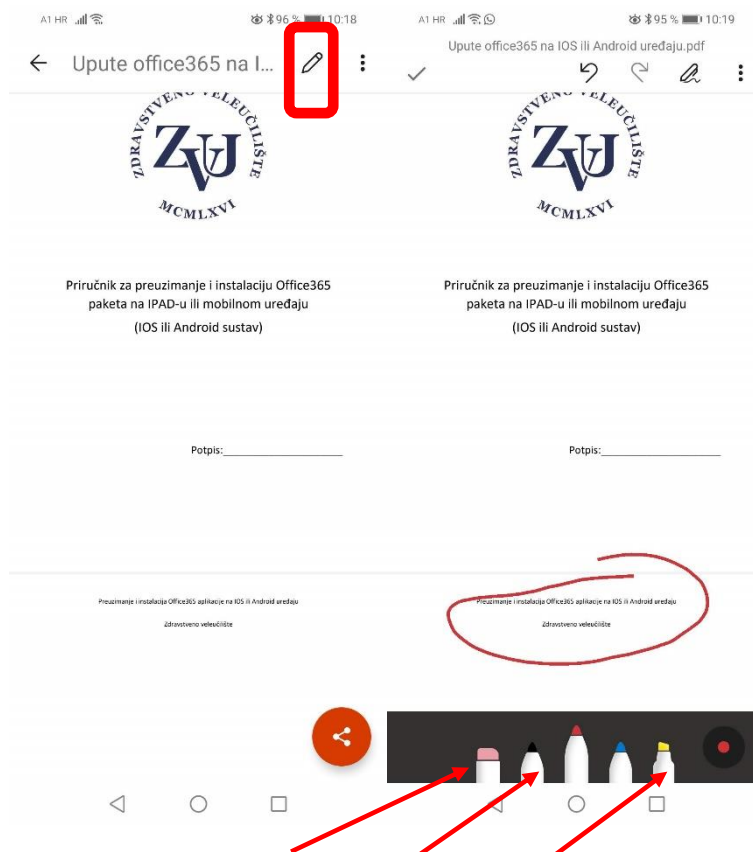 A1 HR 96 % 10:18
Upute office365 na I...
ZDRAVSTVENO VELEUČILIŠTE
ZVU
MCMLXVI
Priručnik za preuzimanje i instalaciju Office365
paketa na IPAD-u ili mobilnom uređaju
(IOS ili Android sustav)
Potpis:
Preuzimanje i instalacija Office365 aplikacije na IOS ili Android uređaju
Zdravstveno veleučilište
A1 HR 95 % 10:19
Upute office365 na IOS ili Android uređaju.pdf
ZDRAVSTVENO VELEUČILIŠTE
ZVU
MCMLXVI
Priručnik za preuzimanje i instalaciju Office365
paketa na IPAD-u ili mobilnom uređaju
(IOS ili Android sustav)
Potpis:
Preuzimanje i instalacija Office365 aplikacije na IOS ili Android uređaju
Zdravstveno veleučilište